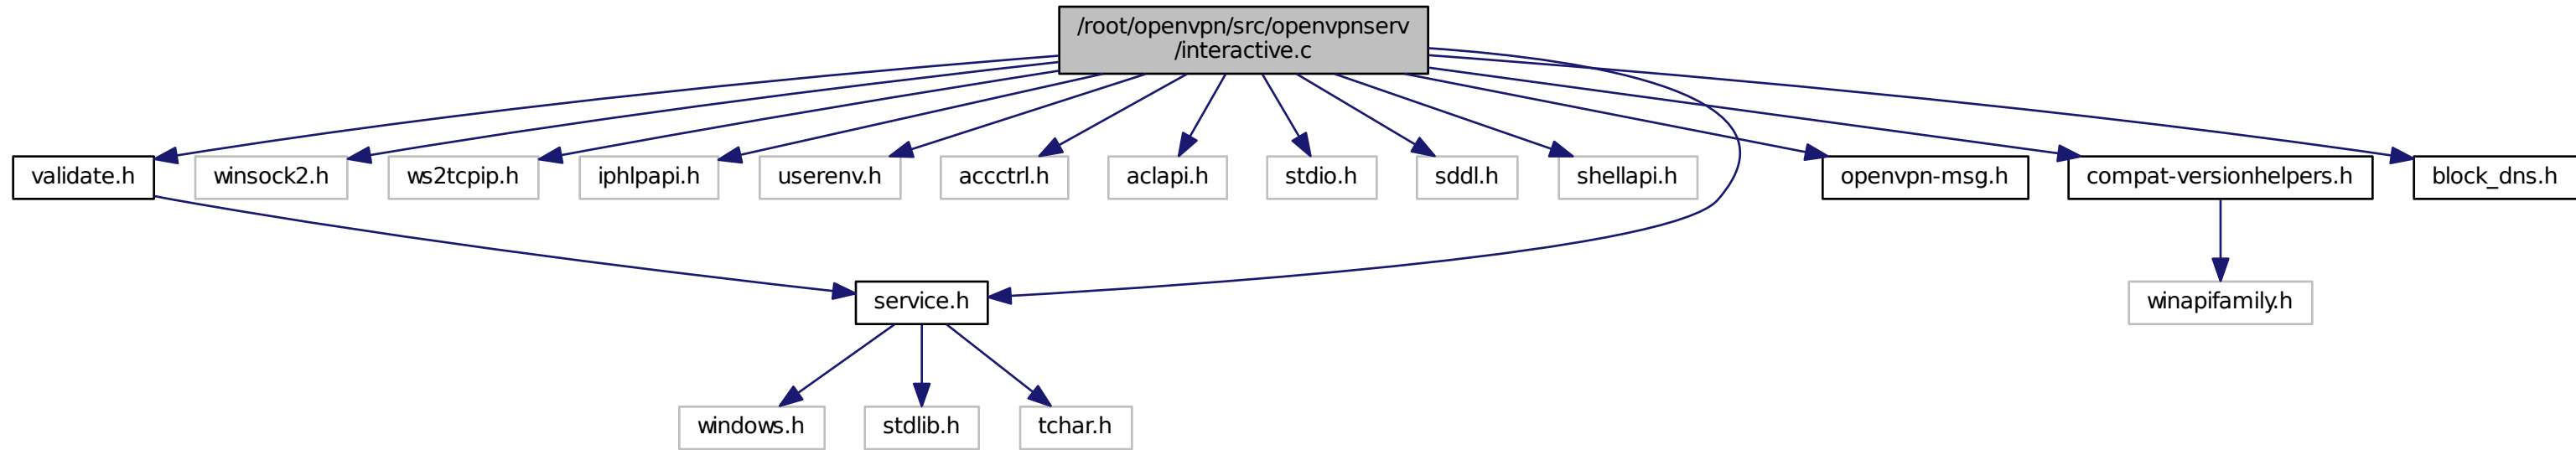 /root/openvpn/src/openvpnserv
/interactive.c
validate.h
winsock2.h
ws2tcpip.h
iphlpapi.h
userenv.h
accctrl.h
aclapi.h
stdio.h
sddl.h
shellapi.h
openvpn-msg.h
compat-versionhelpers.h
block_dns.h
service.h
winapifamily.h
windows.h
stdlib.h
tchar.h